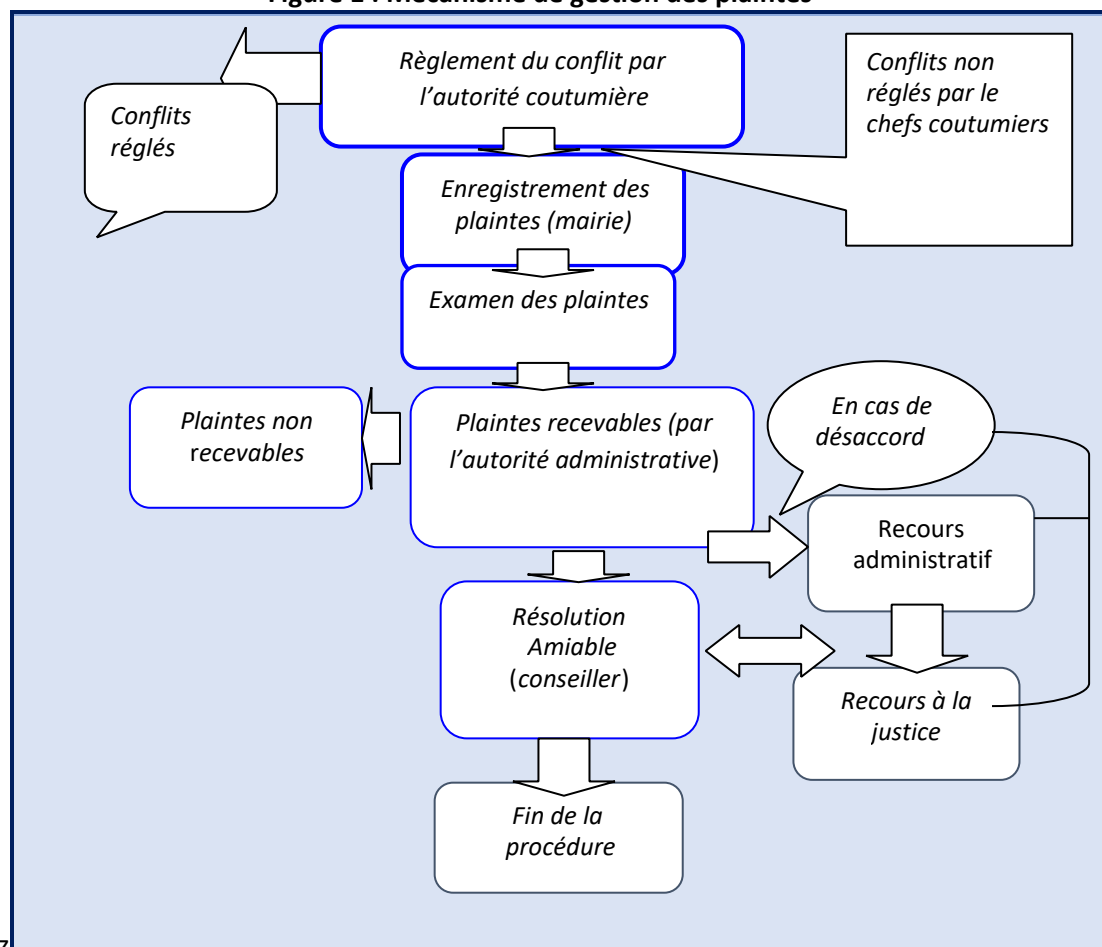 Figure 1 : Mécanisme de gestion des plaintes
Règlement du conflit par
l’autorité coutumière
Conflits non
réglés par le
chefs coutumiers
Conflits
réglés
Enregistrement des
plaintes (mairie)
Examen des plaintes
Plaintes non
recevables
Plaintes recevables (par
l’autorité administrative)
En cas de
désaccord
Recours
administratif
Résolution
Amiable
(conseiller)
Recours à la
justice
Fin de la
procédure
7